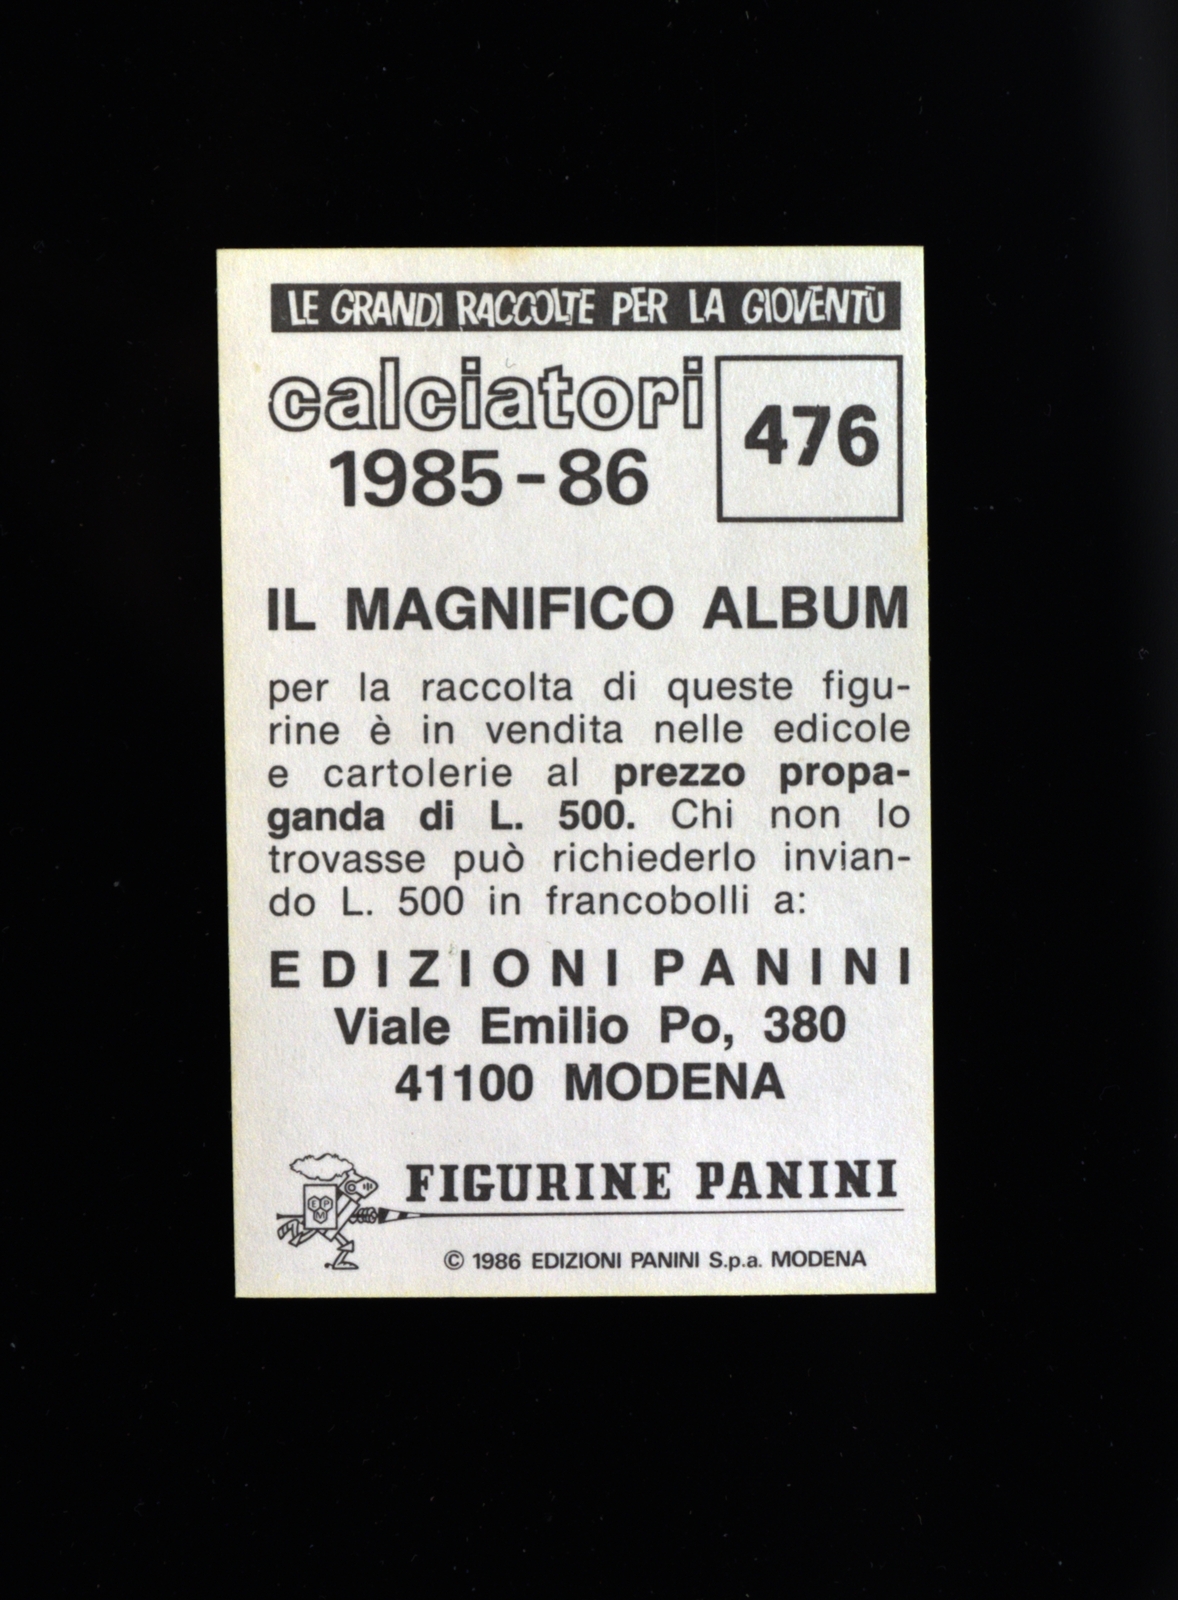 LE GRANDI RACCOLTE PER LA GIOVENTÙ
calciatori
1985-86
476
IL MAGNIFICO ALBUM
per la raccolta di queste figu-
rine è in vendita nelle edicole
e cartolerie al prezzo propa-
ganda di L. 500. Chi non lo
trovasse può richiederlo invian-
do L. 500 in francobolli a:
EDIZIONI PANINI
Viale Emilio Po, 380
41100 MODENA
EPM
FIGURINE PANINI
© 1986 EDIZIONI PANINI S.p.a. MODENA